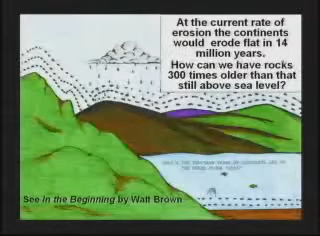 At the current rate of
erosion the continents
would erode flat in 14
million years.
How can we have rocks
300 times older than that
still above sea level?
See In the Beginning by Walt Brown